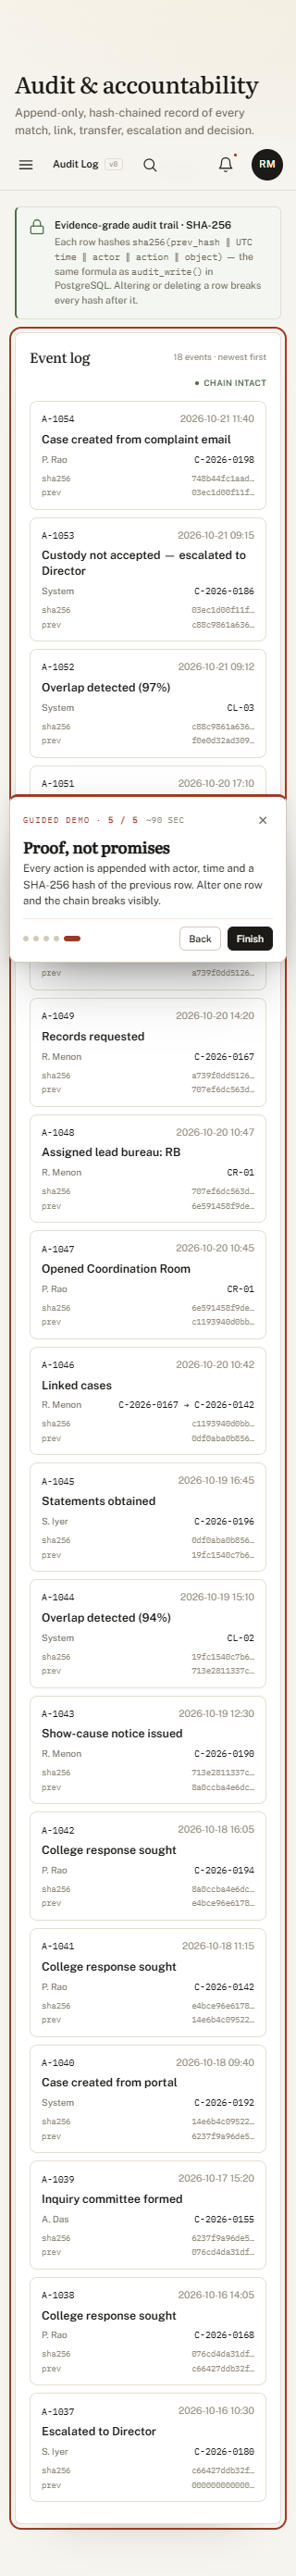 Audit & accountability
Append-only, hash-chained record of every
match, link, transfer, escalation and decision.
Audit Log v8
RM
Evidence-grade audit trail · SHA-256
Each row hashes sha256(prev_hash ‖ UTC
time ‖ actor ‖ action ‖ object) — the
same formula as audit_write() in
PostgreSQL. Altering or deleting a row breaks
every hash after it.
Event log 18 events · newest first
• CHAIN INTACT
A-1054 2026-10-21 11:40
Case created from complaint email
P. Rao C-2026-0198
sha256 748b44fc1aad…
prev 03ec1d00f11f…
A-1053 2026-10-21 09:15
Custody not accepted — escalated to
Director
System C-2026-0186
sha256 03ec1d00f11f…
prev c88c9861a636…
A-1052 2026-10-21 09:12
Overlap detected (97%)
System CL-03
sha256 c88c9861a636…
prev f0e0d32ad309…
A-1051 2026-10-20 17:10
GUIDED DEMO · 5 / 5 ~90 SEC ✕
Proof, not promises
Every action is appended with actor, time and a
SHA-256 hash of the previous row. Alter one row
and the chain breaks visibly.
Back Finish
prev a739f0dd5126…
A-1049 2026-10-20 14:20
Records requested
R. Menon C-2026-0167
sha256 a739f0dd5126…
prev 707ef6dc563d…
A-1048 2026-10-20 10:47
Assigned lead bureau: RB
R. Menon CR-01
sha256 707ef6dc563d…
prev 6e591458f9de…
A-1047 2026-10-20 10:45
Opened Coordination Room
P. Rao CR-01
sha256 6e591458f9de…
prev c1193940d0bb…
A-1046 2026-10-20 10:42
Linked cases
R. Menon C-2026-0167 → C-2026-0142
sha256 c1193940d0bb…
prev 0df0aba0b856…
A-1045 2026-10-19 16:45
Statements obtained
S. Iyer C-2026-0196
sha256 0df0aba0b856…
prev 19fc1540c7b6…
A-1044 2026-10-19 15:10
Overlap detected (94%)
System CL-02
sha256 19fc1540c7b6…
prev 713e2811337c…
A-1043 2026-10-19 12:30
Show-cause notice issued
R. Menon C-2026-0190
sha256 713e2811337c…
prev 8a0ccba4e6dc…
A-1042 2026-10-18 16:05
College response sought
P. Rao C-2026-0194
sha256 8a0ccba4e6dc…
prev e4bce96e6178…
A-1041 2026-10-18 11:15
College response sought
P. Rao C-2026-0142
sha256 e4bce96e6178…
prev 14e6b4c09522…
A-1040 2026-10-18 09:40
Case created from portal
System C-2026-0192
sha256 14e6b4c09522…
prev 6237f9a96de5…
A-1039 2026-10-17 15:20
Inquiry committee formed
A. Das C-2026-0155
sha256 6237f9a96de5…
prev 076cd4da31df…
A-1038 2026-10-16 14:05
College response sought
P. Rao C-2026-0168
sha256 076cd4da31df…
prev c66427ddb32f…
A-1037 2026-10-16 10:30
Escalated to Director
S. Iyer C-2026-0180
sha256 c66427ddb32f…
prev 000000000000…